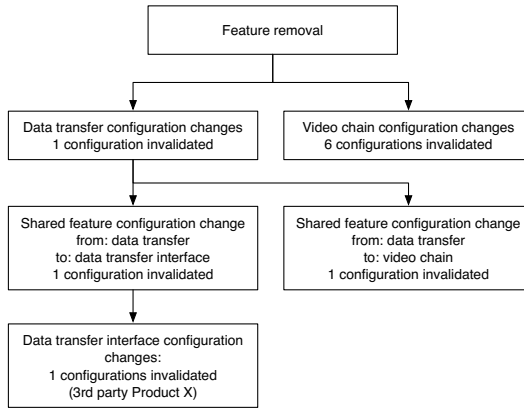 Feature removal
Data transfer configuration changes
1 configuration invalidated
Video chain configuration changes
6 configurations invalidated
Shared feature configuration change
from: data transfer
to: data transfer interface
1 configuration invalidated
Shared feature configuration change
from: data transfer
to: video chain
1 configuration invalidated
Data transfer interface configuration
changes:
1 configurations invalidated
(3rd party Product X)